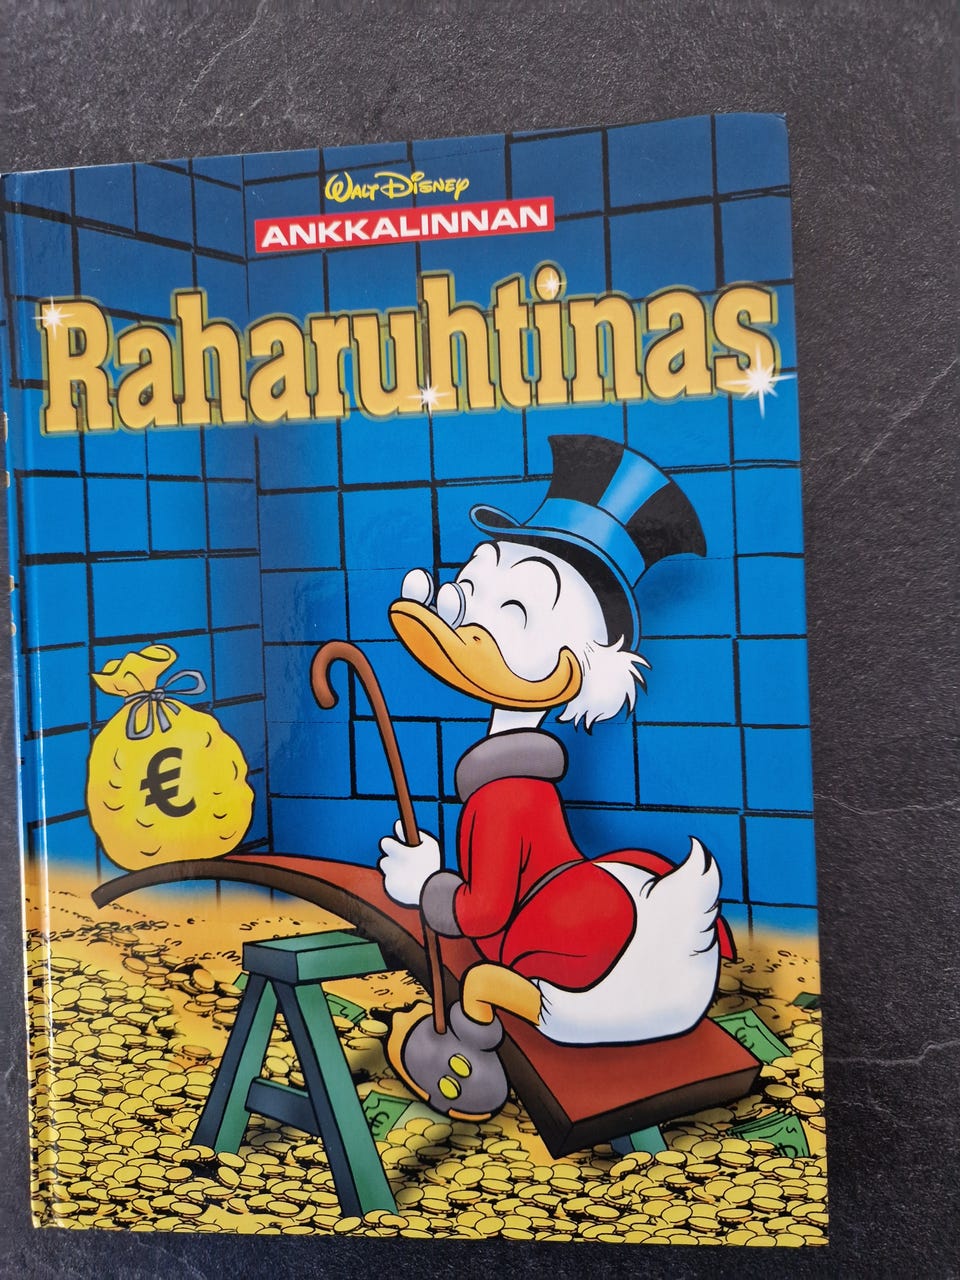 Walt Disney
ANKKALINNAN
Raharuhtinas
€
€